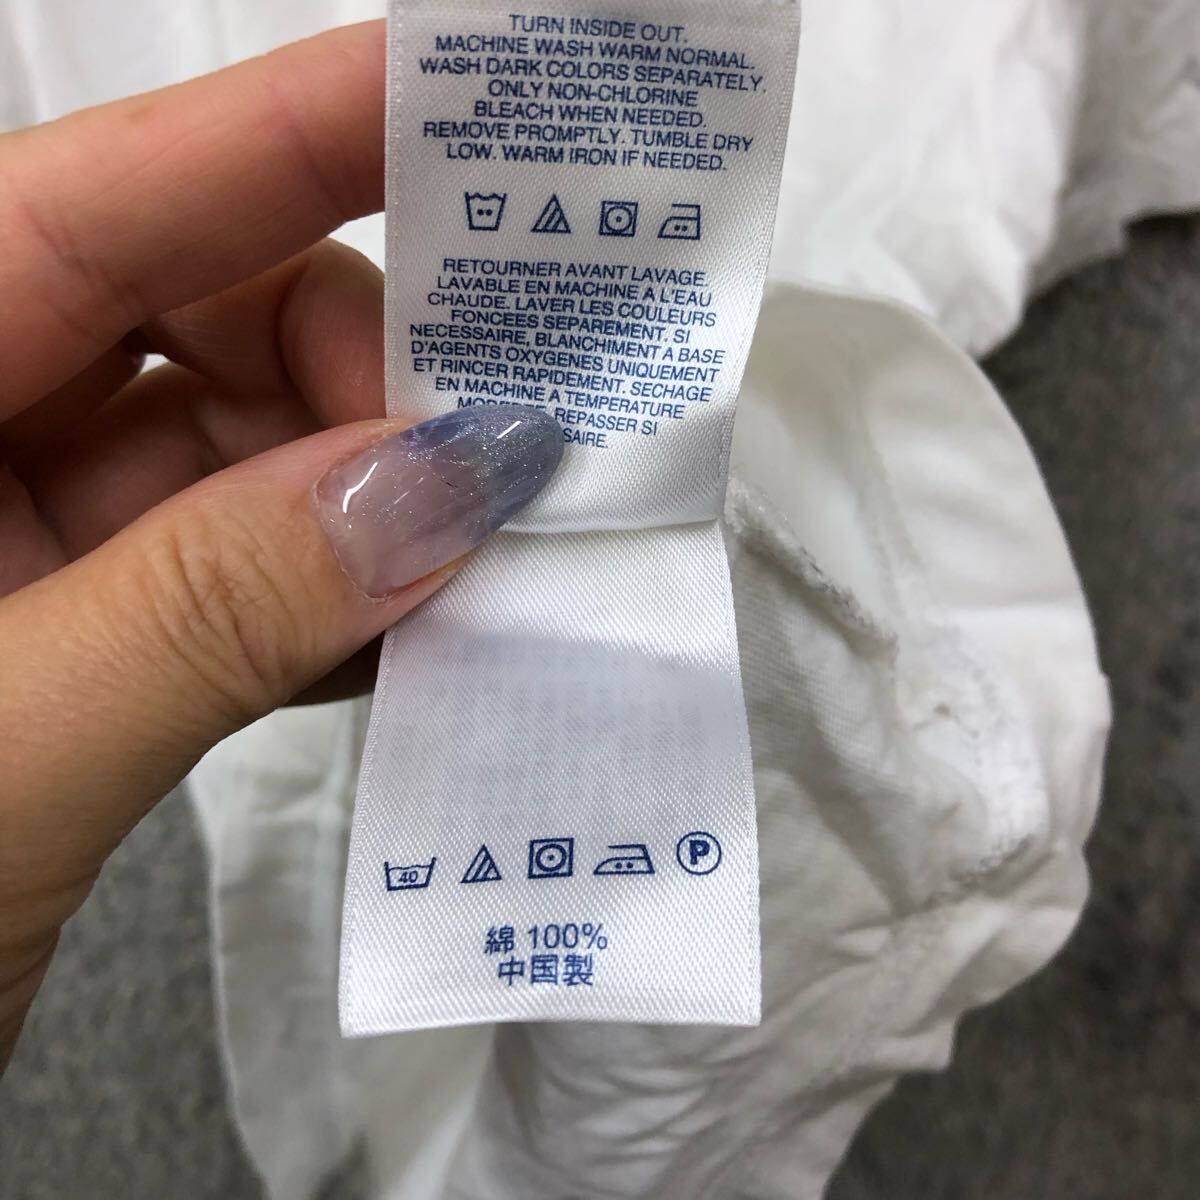 TURN INSIDE OUT.
MACHINE WASH WARM NORMAL.
WASH DARK COLORS SEPARATELY.
ONLY NON-CHLORINE
BLEACH WHEN NEEDED.
REMOVE PROMPTLY. TUMBLE DRY
LOW. WARM IRON IF NEEDED.
RETOURNER AVANT LAVAGE.
LAVABLE EN MACHINE A L'EAU
CHAUDE. LAVER LES COULEURS
FONCEES SEPAREMENT. SI
NECESSAIRE, BLANCHIMENT A BASE
D'AGENTS OXYGENES UNIQUEMENT
ET RINCER RAPIDEMENT. SECHAGE
EN MACHINE A TEMPERATURE
REPASSER SI
SAIRE.
40 P
綿 100%
中国製